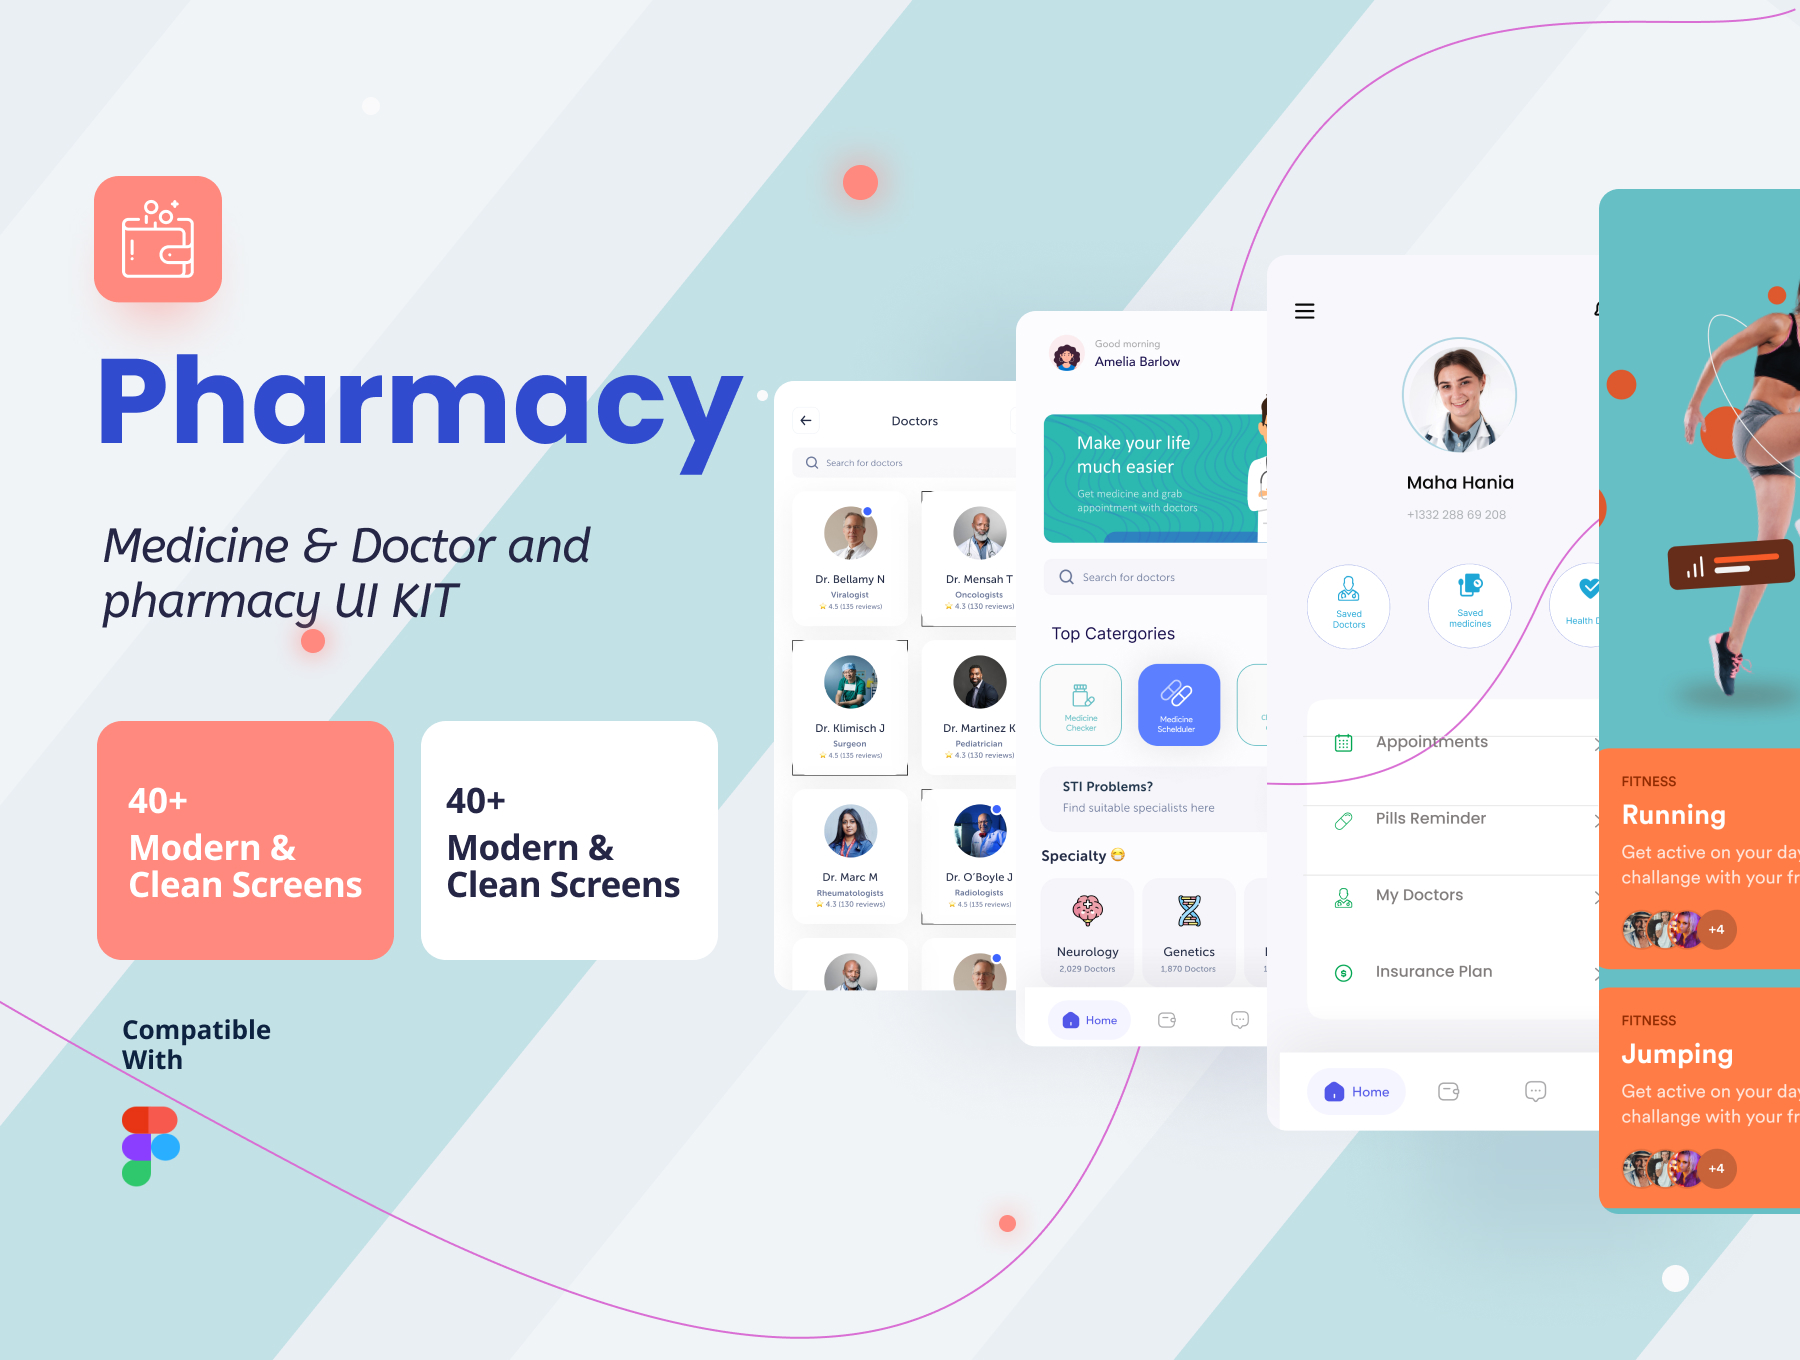 Pharmacy
Medicine & Doctor and
pharmacy UI KIT
40+
Modern &
Clean Screens
40+
Modern &
Clean Screens
Compatible
With
Doctors
Search for doctors
Dr. Bellamy N
Viralogist
4.5 (135 reviews)
Dr. Mensah T
Oncologists
4.3 (130 reviews)
Dr. Klimisch J
Surgeon
4.5 (135 reviews)
Dr. Martinez K
Pediatrician
4.3 (130 reviews)
Dr. Marc M
Rheumatologists
4.3 (130 reviews)
Dr. O'Boyle J
Radiologists
4.5 (135 reviews)
Good morning
Amelia Barlow
Make your life
much easier
Get medicine and grab
appointment with doctors
Search for doctors
Top Catergories
Medicine
Checker
Medicine
Schelduler
STI Problems?
Find suitable specialists here
Specialty 😁
Neurology
2,029 Doctors
Genetics
1,870 Doctors
Home
Maha Hania
+1332 288 69 208
Saved
Doctors
Saved
medicines
Health
Appointments
Pills Reminder
My Doctors
Insurance Plan
Home
FITNESS
Running
Get active on your day
challange with your fr
+4
FITNESS
Jumping
Get active on your day
challange with your fr
+4